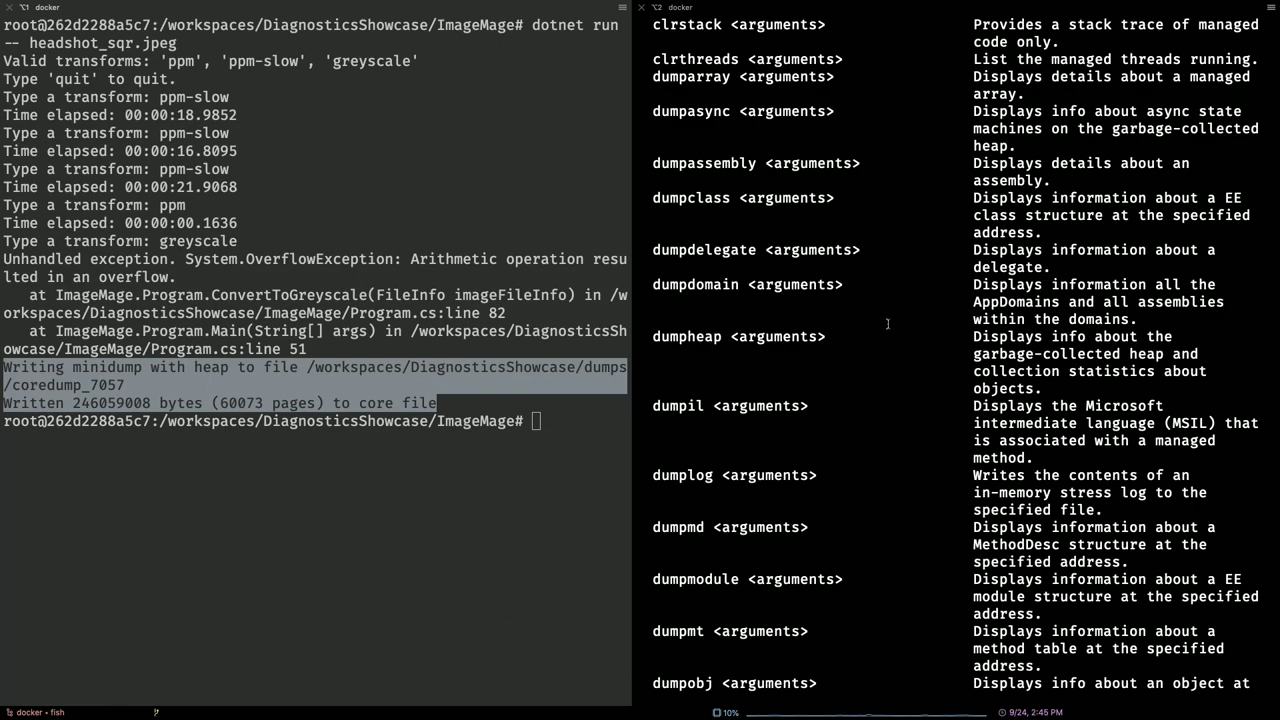 ⌥1 docker
root@262d2288a5c7:/workspaces/DiagnosticsShowcase/ImageMage# dotnet run
-- headshot_sqr.jpeg
Valid transforms: 'ppm', 'ppm-slow', 'greyscale'
Type 'quit' to quit.
Type a transform: ppm-slow
Time elapsed: 00:00:18.9852
Type a transform: ppm-slow
Time elapsed: 00:00:16.8095
Type a transform: ppm-slow
Time elapsed: 00:00:21.9068
Type a transform: ppm
Time elapsed: 00:00:00.1636
Type a transform: greyscale
Unhandled exception. System.OverflowException: Arithmetic operation resu
lted in an overflow.
   at ImageMage.Program.ConvertToGreyscale(FileInfo imageFileInfo) in /w
orkspaces/DiagnosticsShowcase/ImageMage/Program.cs:line 82
   at ImageMage.Program.Main(String[] args) in /workspaces/DiagnosticsSh
owcase/ImageMage/Program.cs:line 51
Writing minidump with heap to file /workspaces/DiagnosticsShowcase/dumps
/coredump_7057
Written 246059008 bytes (60073 pages) to core file
root@262d2288a5c7:/workspaces/DiagnosticsShowcase/ImageMage#
docker • fish
⌥2 docker
clrstack <arguments> Provides a stack trace of managed
code only.
clrthreads <arguments> List the managed threads running.
dumparray <arguments> Displays details about a managed
array.
dumpasync <arguments> Displays info about async state
machines on the garbage-collected
heap.
dumpassembly <arguments> Displays details about an
assembly.
dumpclass <arguments> Displays information about a EE
class structure at the specified
address.
dumpdelegate <arguments> Displays information about a
delegate.
dumpdomain <arguments> Displays information all the
AppDomains and all assemblies
within the domains.
dumpheap <arguments> Displays info about the
garbage-collected heap and
collection statistics about
objects.
dumpil <arguments> Displays the Microsoft
intermediate language (MSIL) that
is associated with a managed
method.
dumplog <arguments> Writes the contents of an
in-memory stress log to the
specified file.
dumpmd <arguments> Displays information about a
MethodDesc structure at the
specified address.
dumpmodule <arguments> Displays information about a EE
module structure at the specified
address.
dumpmt <arguments> Displays information about a
method table at the specified
address.
dumpobj <arguments> Displays info about an object at
10%
9/24, 2:45 PM